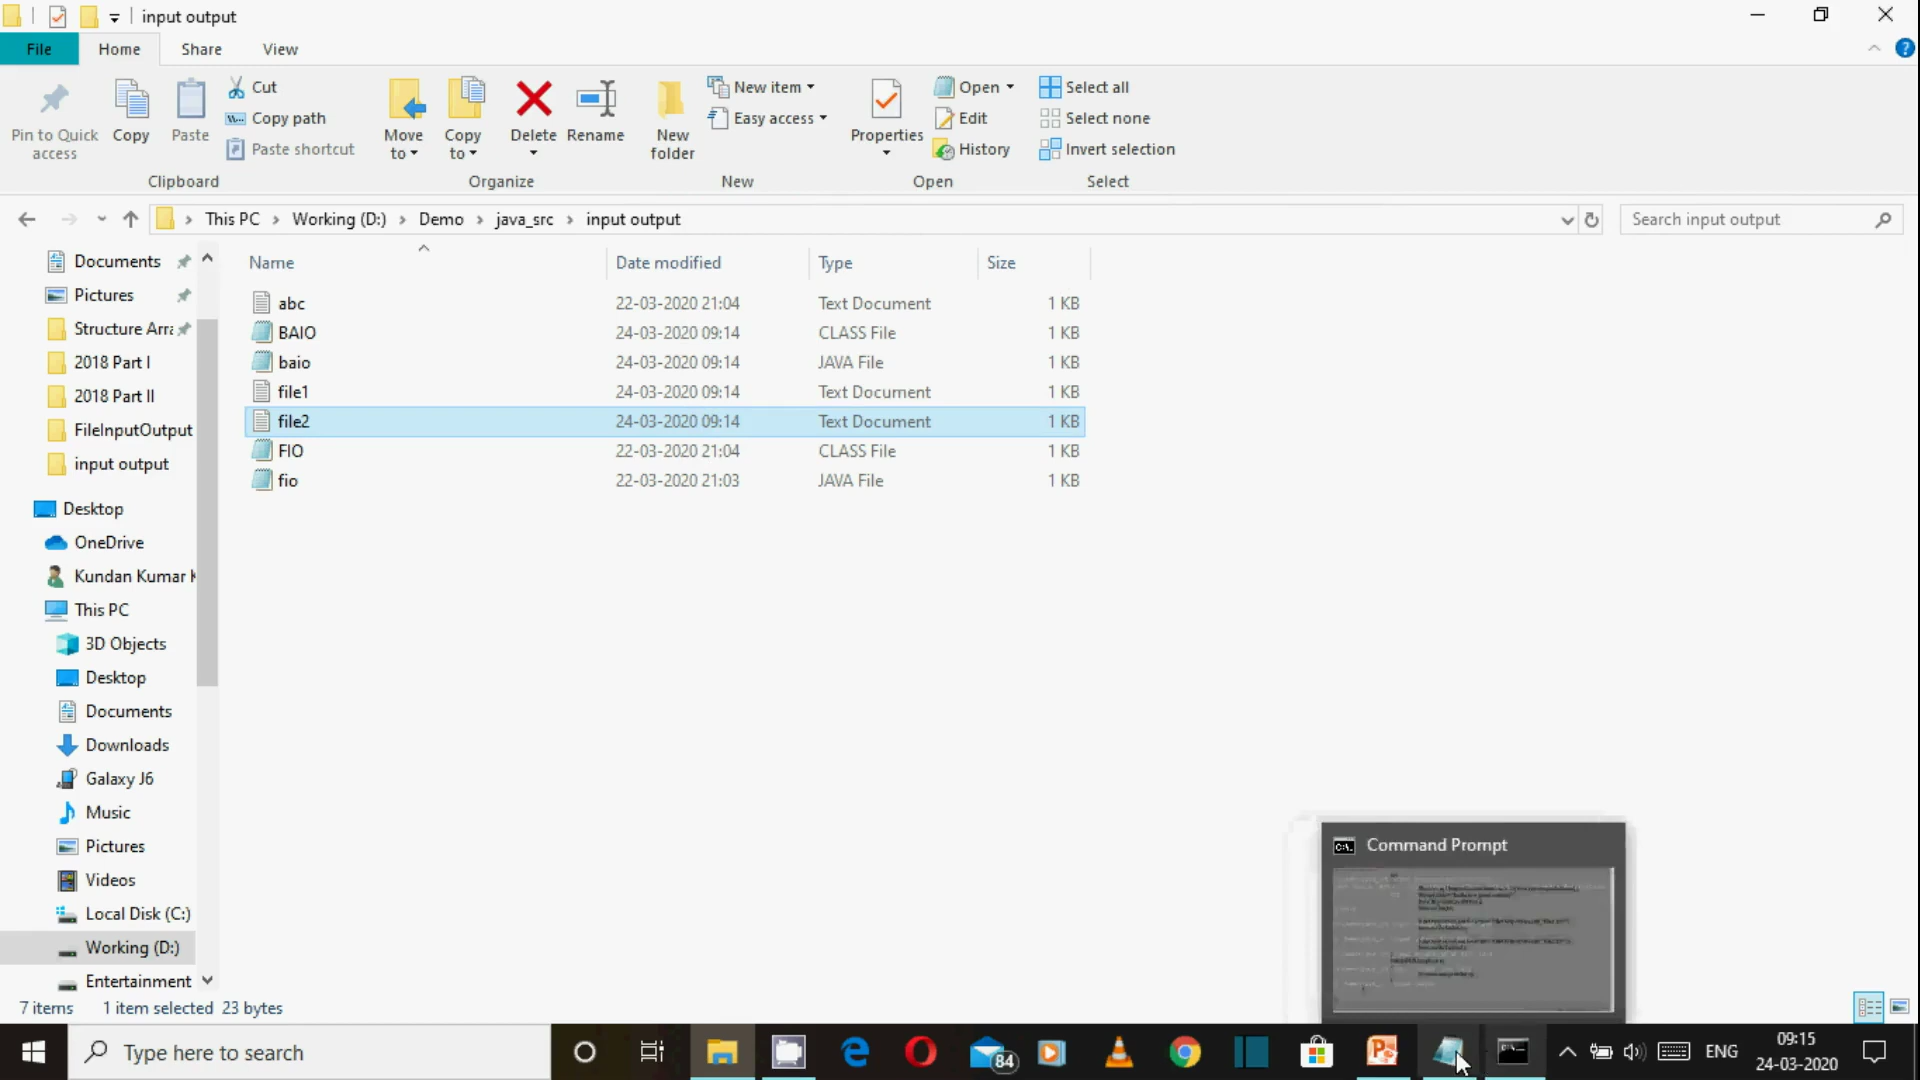 input output
File Home Share View
Pin to Quick access
Copy
Paste
Cut
Copy path
Paste shortcut
Clipboard
Move to
Copy to
Delete
Rename
Organize
New folder
New item
Easy access
New
Properties
Open
Edit
History
Open
Select all
Select none
Invert selection
Select
This PC > Working (D:) > Demo > java_src > input output
Search input output
Documents
Pictures
Structure Arra
2018 Part I
2018 Part II
FileInputOutput
input output
Desktop
OneDrive
Kundan Kumar
This PC
3D Objects
Desktop
Documents
Downloads
Galaxy J6
Music
Pictures
Videos
Local Disk (C:)
Working (D:)
Entertainment
Name Date modified Type Size
abc 22-03-2020 21:04 Text Document 1 KB
BAIO 24-03-2020 09:14 CLASS File 1 KB
baio 24-03-2020 09:14 JAVA File 1 KB
file1 24-03-2020 09:14 Text Document 1 KB
file2 24-03-2020 09:14 Text Document 1 KB
FIO 22-03-2020 21:04 CLASS File 1 KB
fio 22-03-2020 21:03 JAVA File 1 KB
Command Prompt
7 items 1 item selected 23 bytes
Type here to search
84
ENG
09:15
24-03-2020